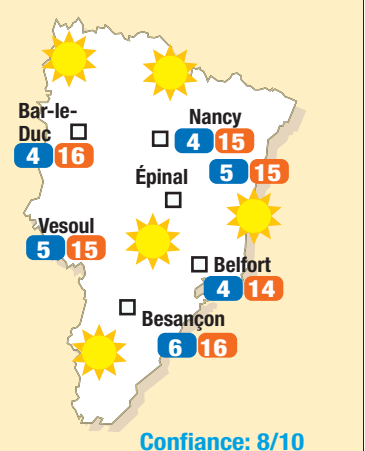 Bar-le-
Duc
4 16
Nancy
4 15
Épinal
5 15
Vesoul
5 15
Belfort
4 14
Besançon
6 16
Confiance: 8/10